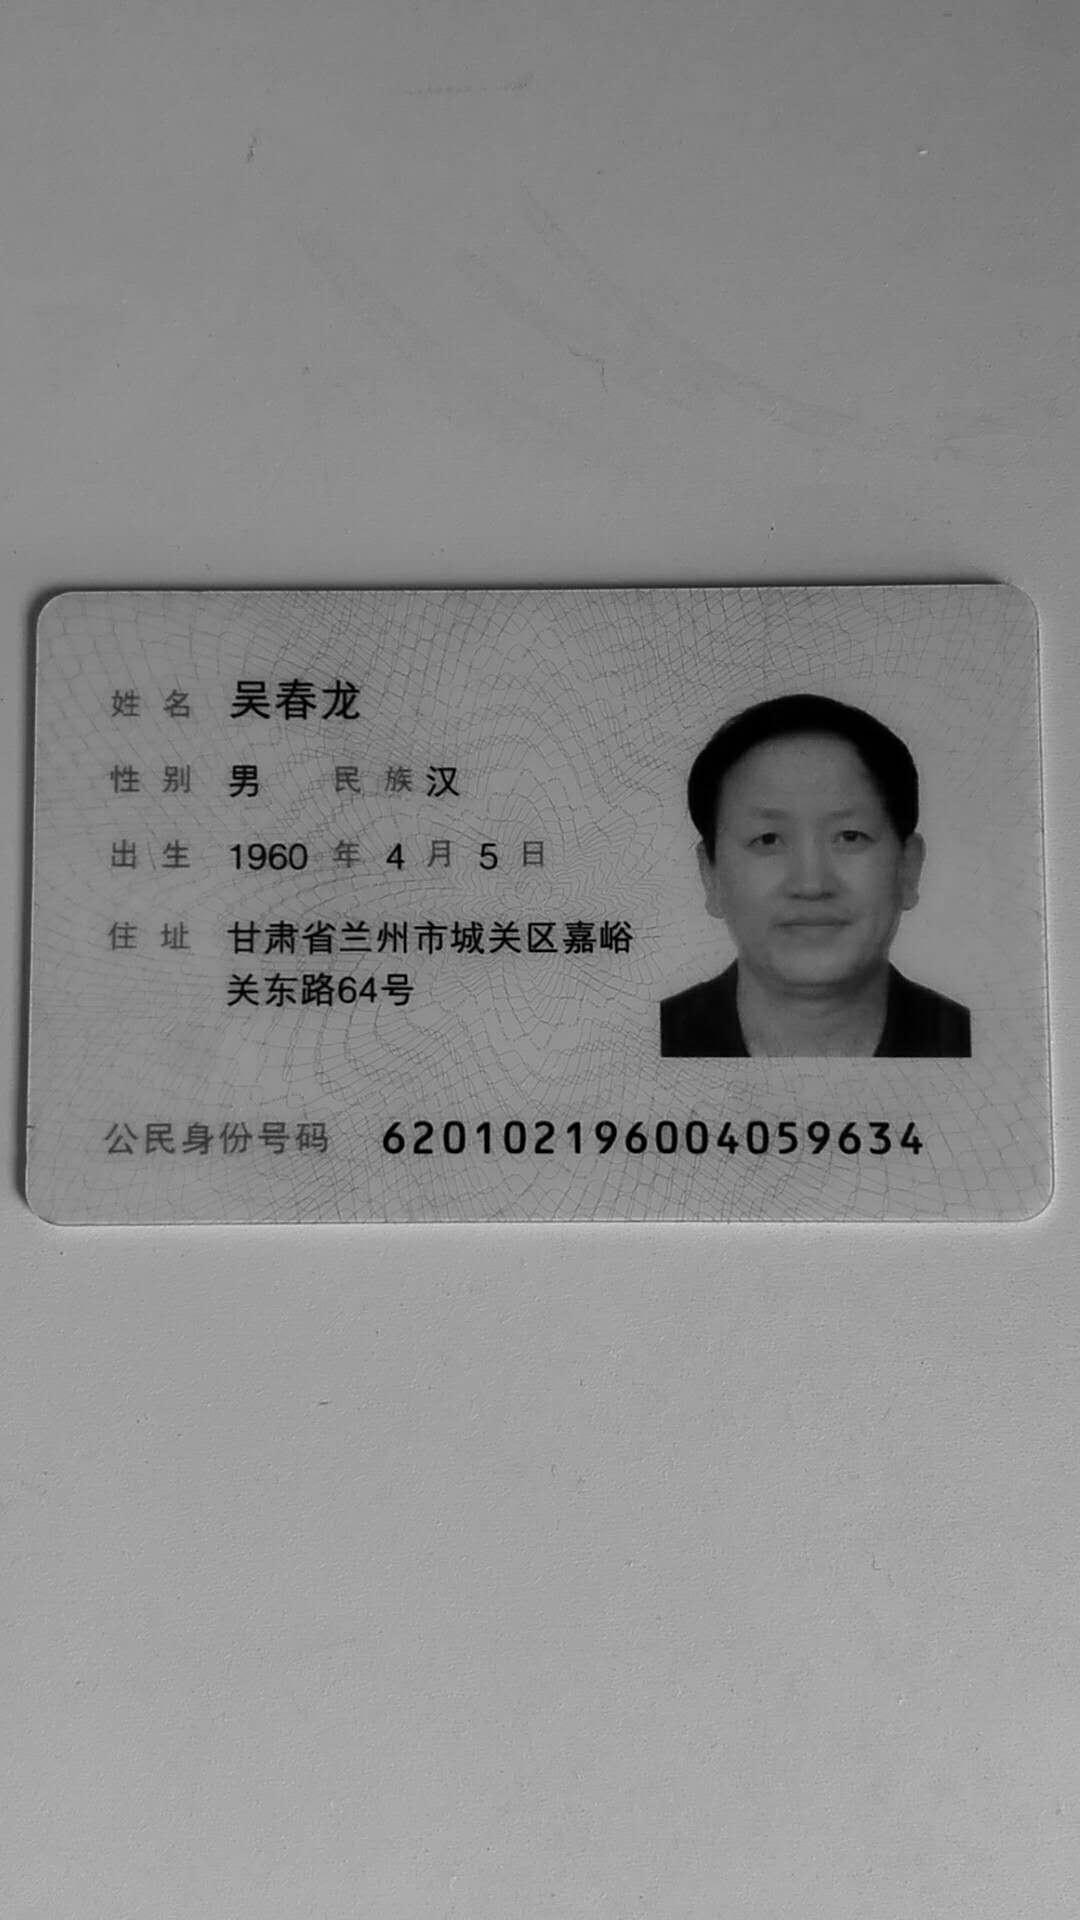 姓名 吴春龙
性别 男 民族 汉
出生 1960 年 4 月 5 日
住址 甘肃省兰州市城关区嘉峪
关东路64号
公民身份号码 620102196004059634